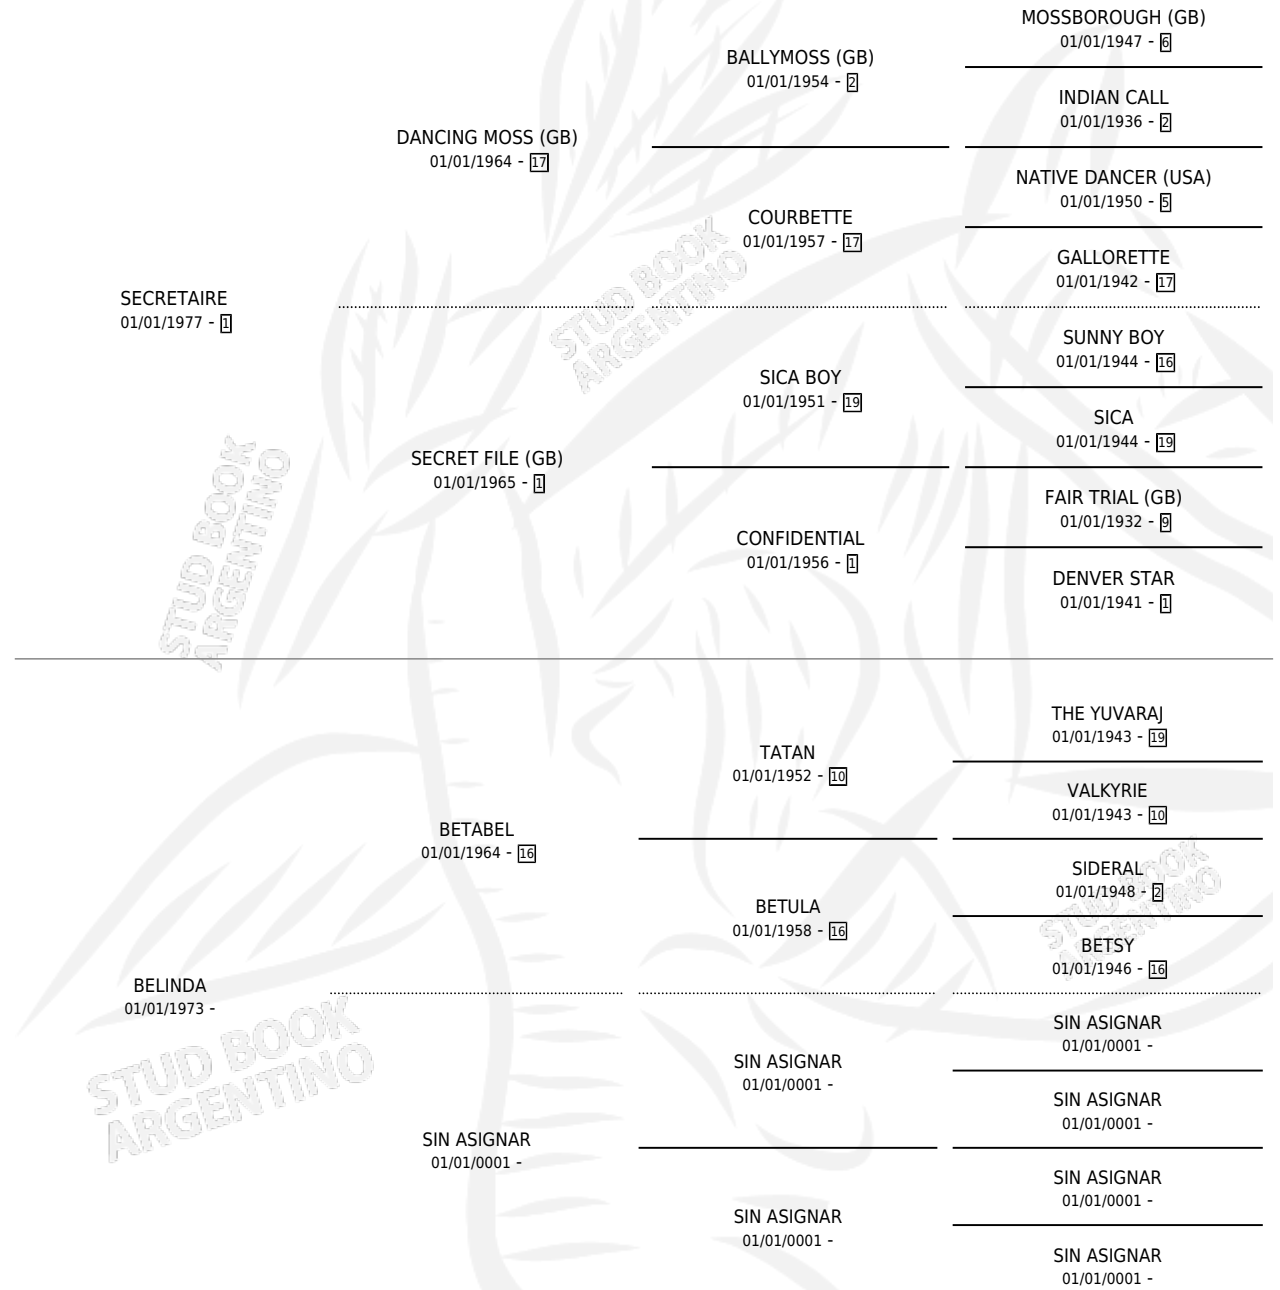 MOSSBOROUGH (GB)
01/01/1947 - 6
BALLYMOSS (GB)
01/01/1954 - 2
INDIAN CALL
01/01/1936 - 2
DANCING MOSS (GB)
01/01/1964 - 17
NATIVE DANCER (USA)
01/01/1950 - 5
COURBETTE
01/01/1957 - 17
GALLORETTE
01/01/1942 - 17
SECRETAIRE
01/01/1977 - 1
SUNNY BOY
01/01/1944 - 16
SICA BOY
01/01/1951 - 19
SICA
01/01/1944 - 19
SECRET FILE (GB)
01/01/1965 - 1
FAIR TRIAL (GB)
01/01/1932 - 9
CONFIDENTIAL
01/01/1956 - 1
DENVER STAR
01/01/1941 - 1
THE YUVARAJ
01/01/1943 - 19
TATAN
01/01/1952 - 10
VALKYRIE
01/01/1943 - 10
BETABEL
01/01/1964 - 16
SIDERAL
01/01/1948 - 2
BETULA
01/01/1958 - 16
BETSY
01/01/1946 - 16
BELINDA
01/01/1973 -
SIN ASIGNAR
01/01/0001 -
SIN ASIGNAR
01/01/0001 -
SIN ASIGNAR
01/01/0001 -
SIN ASIGNAR
01/01/0001 -
SIN ASIGNAR
01/01/0001 -
SIN ASIGNAR
01/01/0001 -
SIN ASIGNAR
01/01/0001 -
STUD BOOK
ARGENTINO
STUD BOOK
ARGENTINO
STUD BOOK
ARGENTINO
STUD BOOK
ARGENTINO